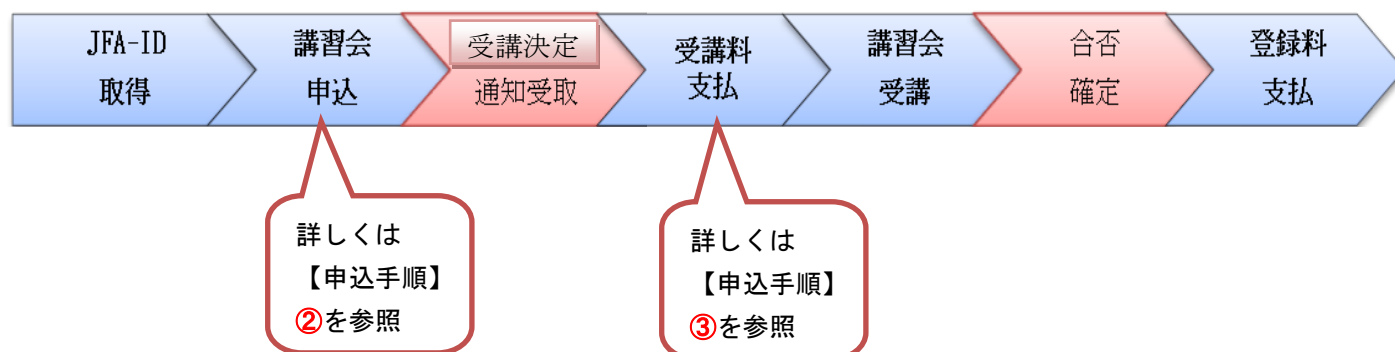 JFA-ID
取得
講習会
申込
受講決定
通知受取
受講料
支払
講習会
受講
合否
確定
登録料
支払
詳しくは
【申込手順】
②を参照
詳しくは
【申込手順】
③を参照